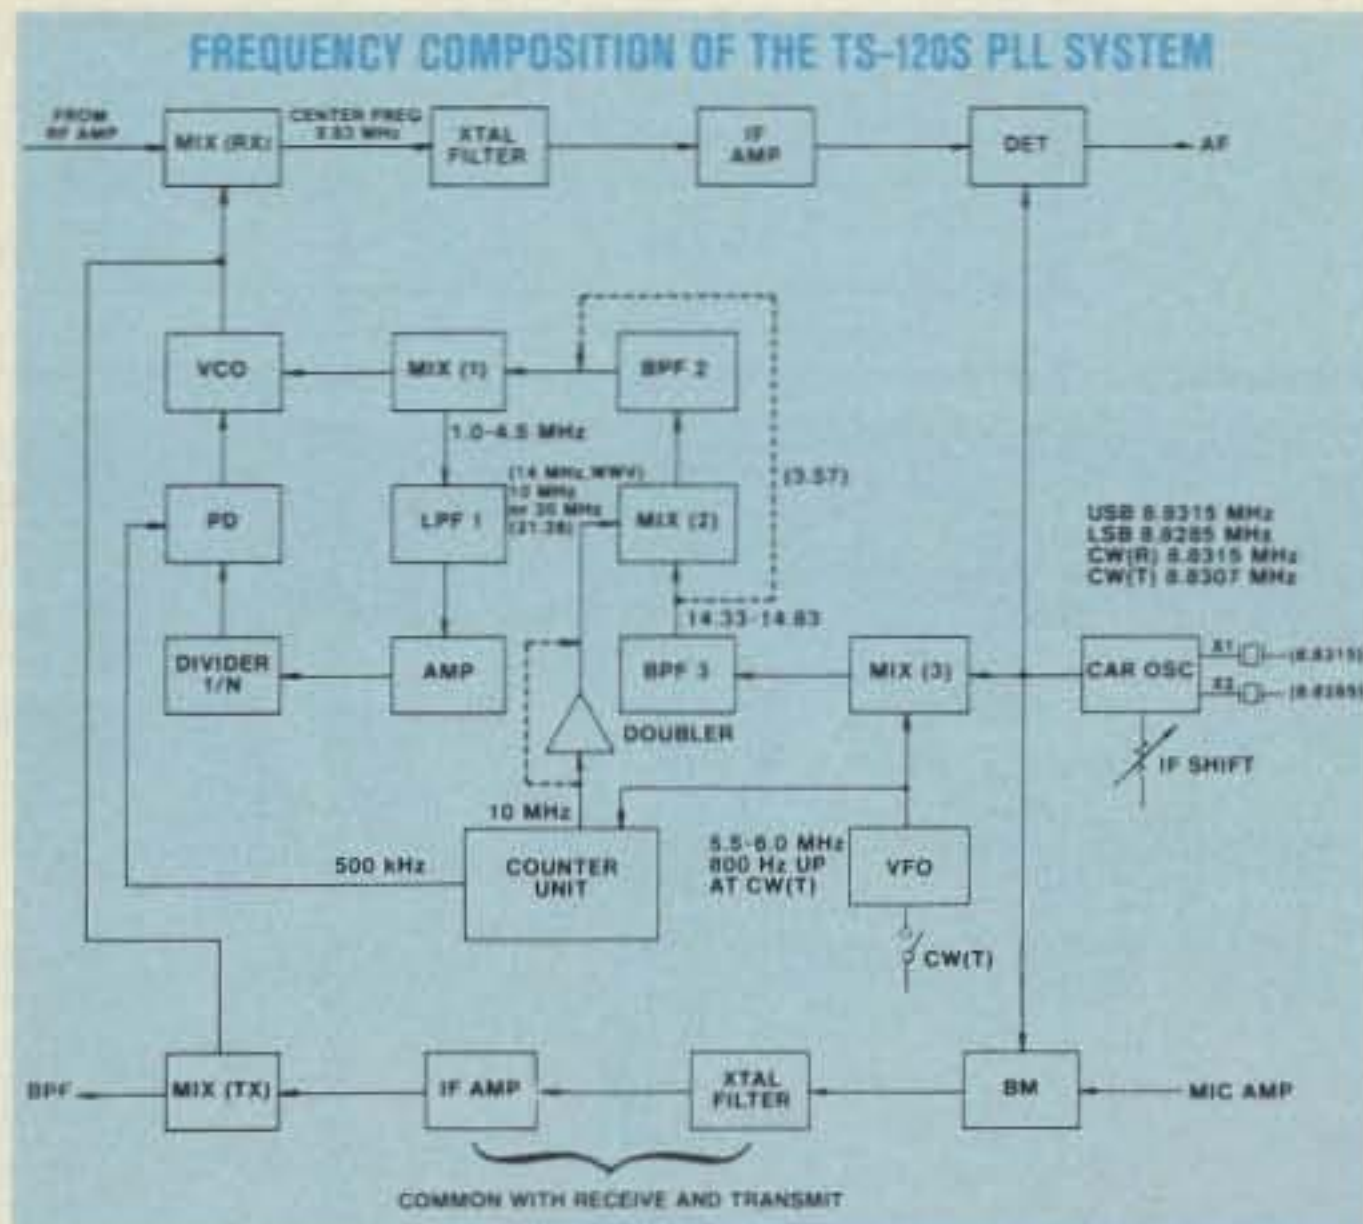 FREQUENCY COMPOSITION OF THE TS-120S PLL SYSTEM
FROM
RF AMP
MIX (RX)
CENTER FREQ
8.83 MHz
XTAL
FILTER
IF
AMP
DET
AF
VCO
MIX (1)
BPF 2
1.0-4.5 MHz
(14 MHz, WWV)
10 MHz
or 20 MHz
PD
LPF 1
MIX (2)
(3.57)
USB 8.8315 MHz
LSB 8.8285 MHz
CW(R) 8.8315 MHz
CW(T) 8.8307 MHz
14.33-14.83
DIVIDER
1/N
AMP
BPF 3
MIX (3)
CAR OSC
X1
(8.8315)
X2
(8.8285)
DOUBLER
IF SHIFT
10 MHz
500 kHz
COUNTER
UNIT
5.5-6.0 MHz
800 Hz UP
AT CW(T)
VFO
CW(T)
BPF
MIX (TX)
IF AMP
XTAL
FILTER
BM
MIC AMP
COMMON WITH RECEIVE AND TRANSMIT